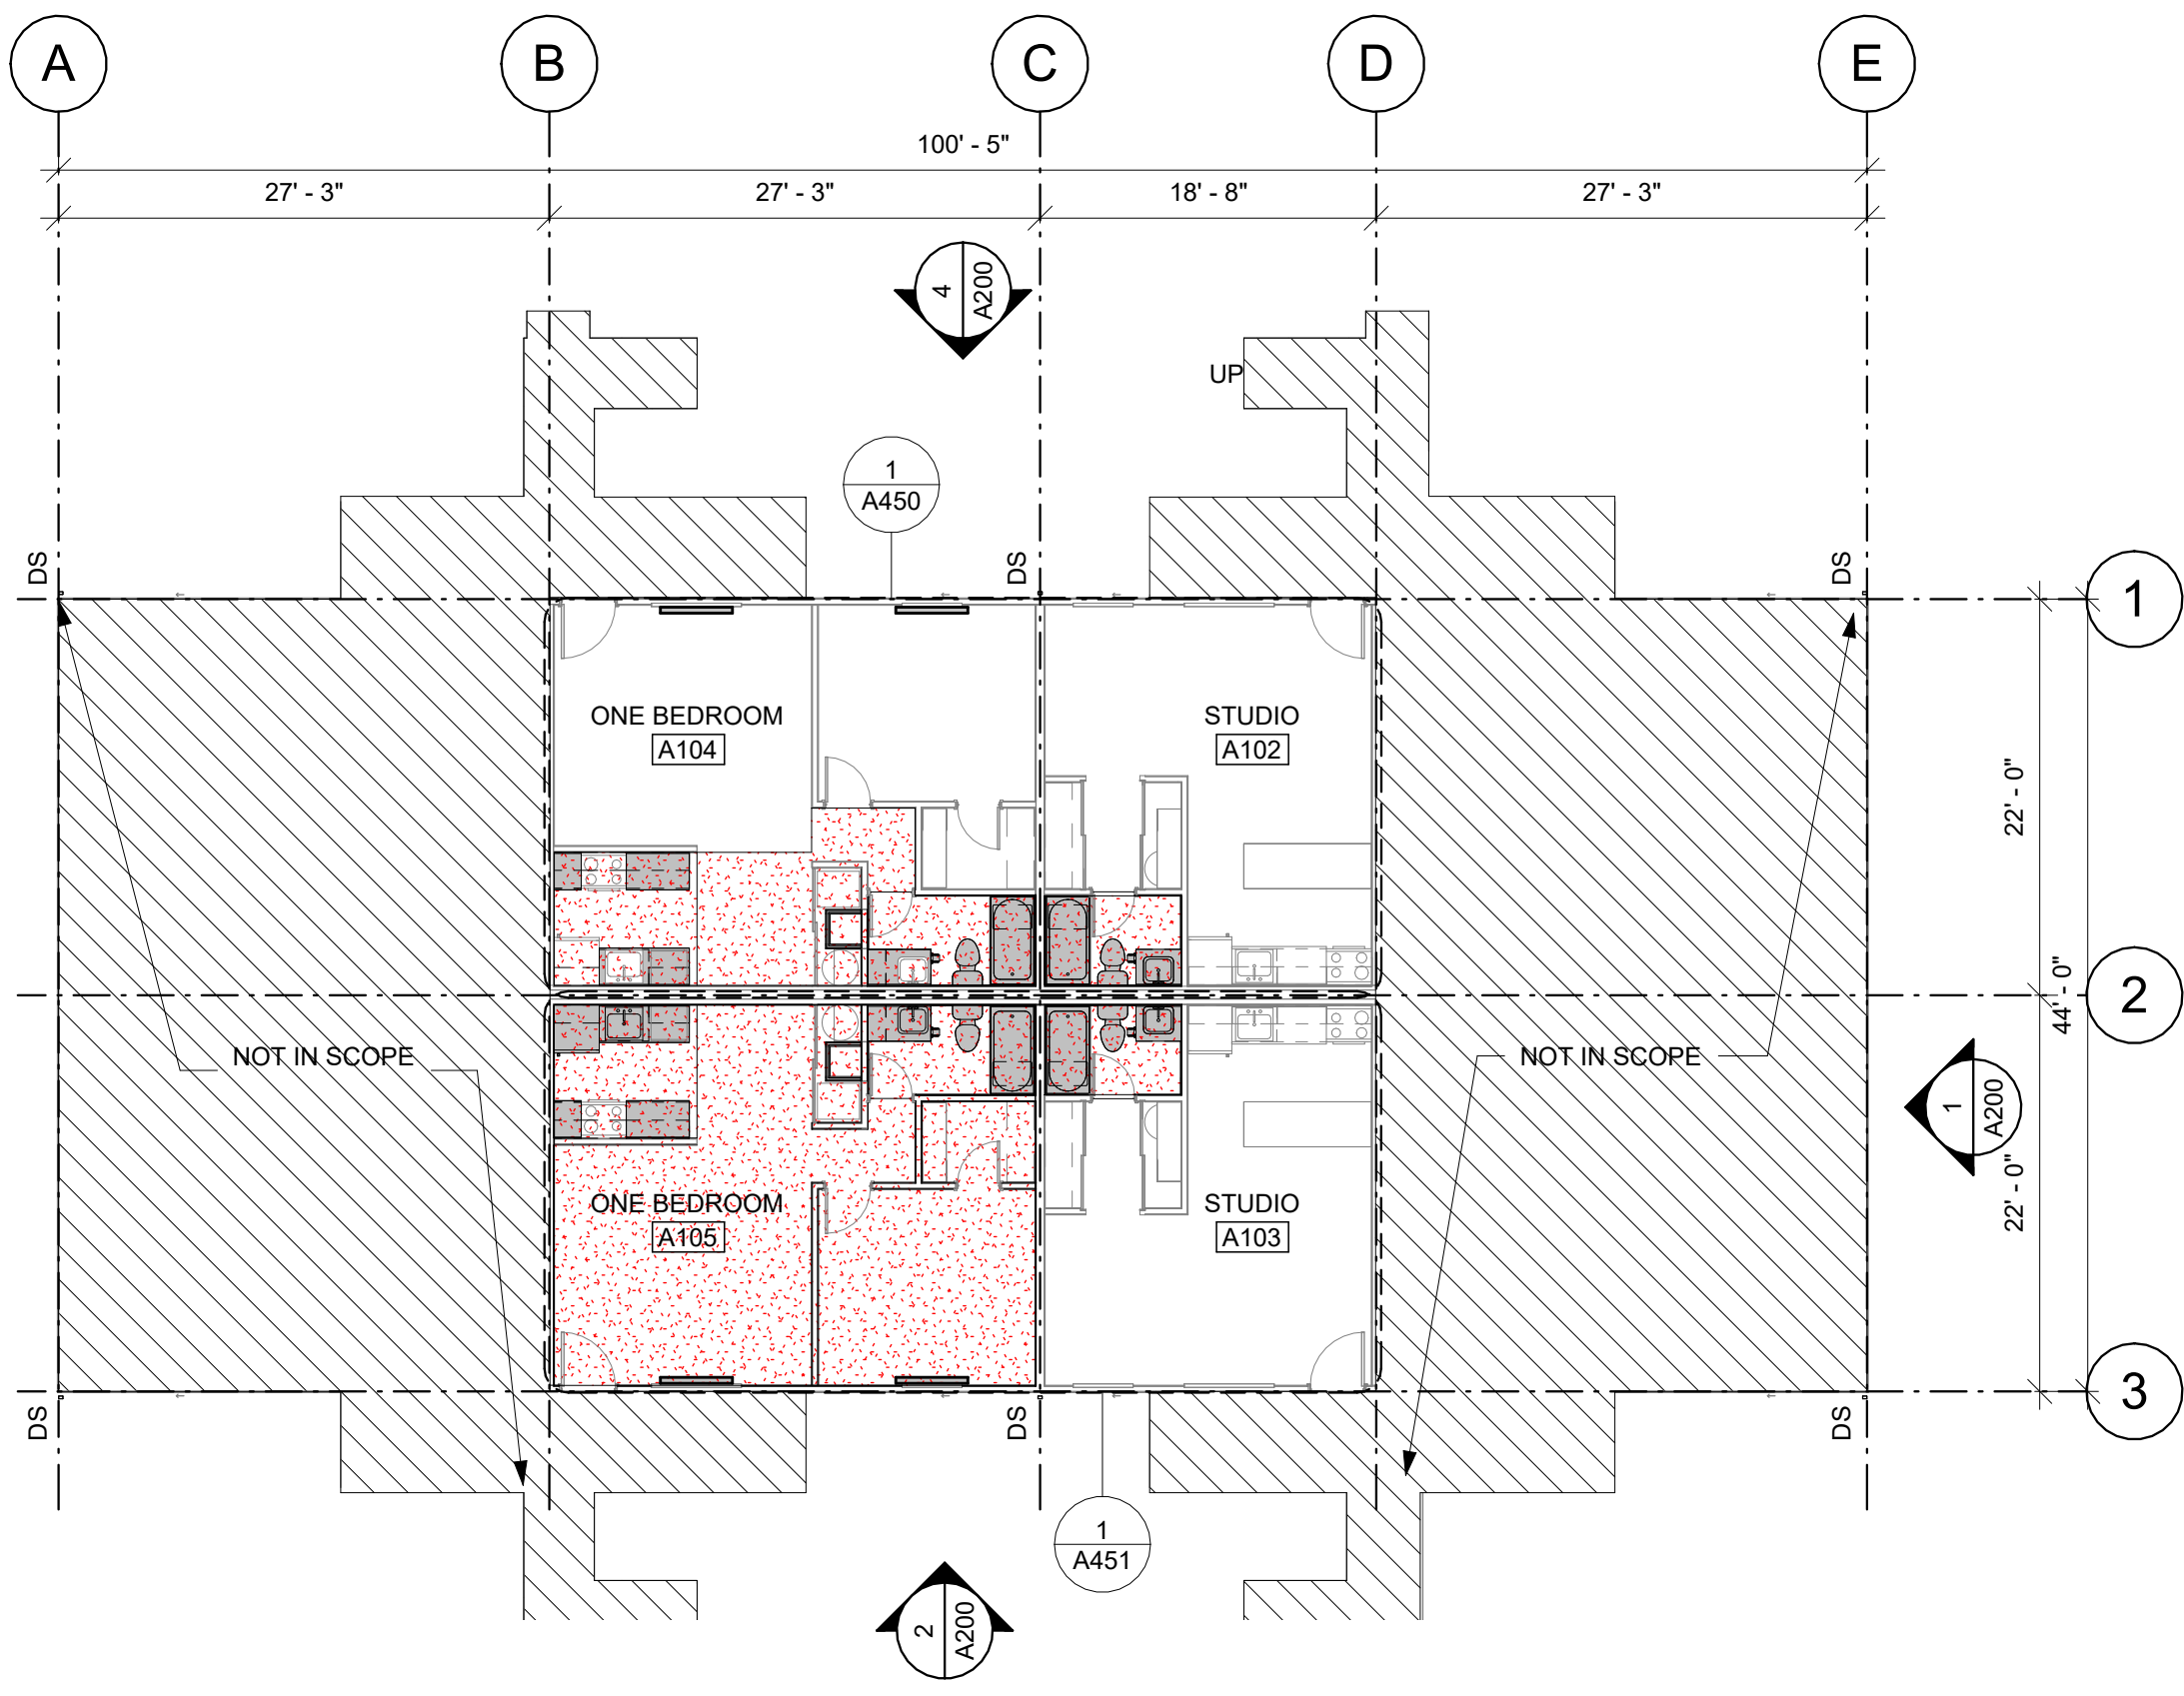 A
B
C
D
E
100' - 5"
27' - 3"
27' - 3"
18' - 8"
27' - 3"
4
A200
UP
1
A450
DS
DS
DS
1
ONE BEDROOM
A104
STUDIO
A102
22' - 0"
2
44' - 0"
NOT IN SCOPE
NOT IN SCOPE
1
A200
ONE BEDROOM
A105
STUDIO
A103
22' - 0"
3
DS
DS
DS
1
A451
2
A200